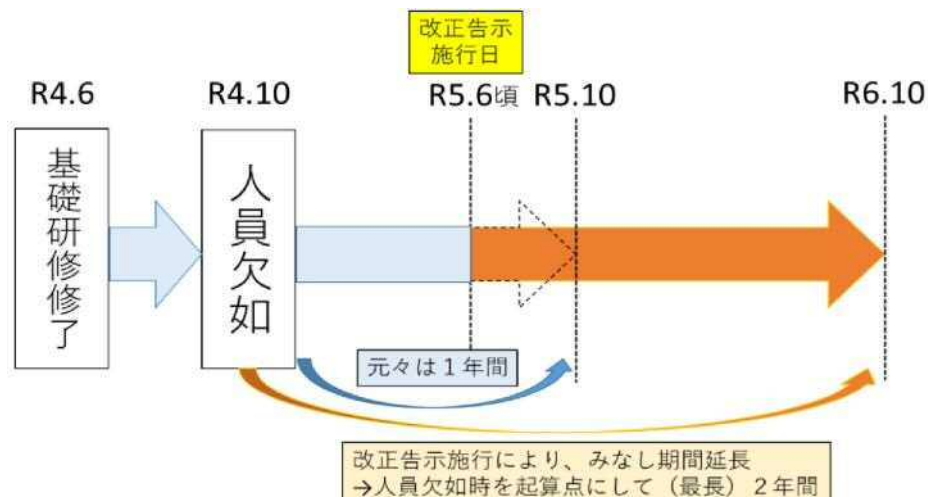 改正告示
施行日
R4.6
R4.10
R5.6頃
R5.10
R6.10
基礎研修修了
人員欠如
元々は１年間
改正告示施行により、みなし期間延長
→人員欠如時を起算点にして（最長）２年間